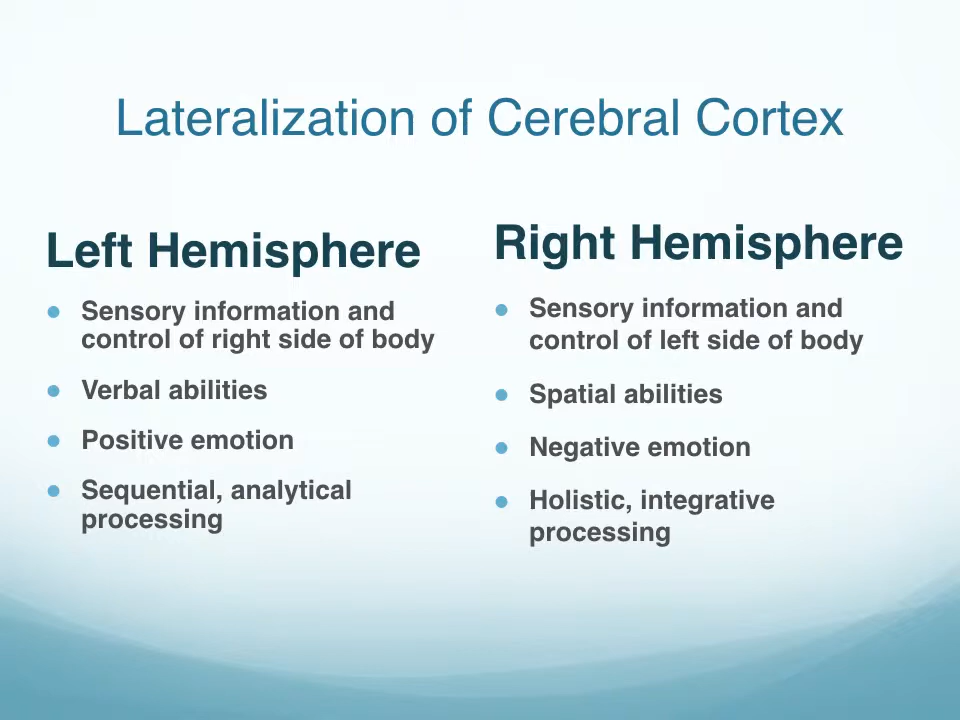 Lateralization of Cerebral Cortex
Left Hemisphere
● Sensory information and
control of right side of body
● Verbal abilities
● Positive emotion
● Sequential, analytical
processing
Right Hemisphere
● Sensory information and
control of left side of body
● Spatial abilities
● Negative emotion
● Holistic, integrative
processing